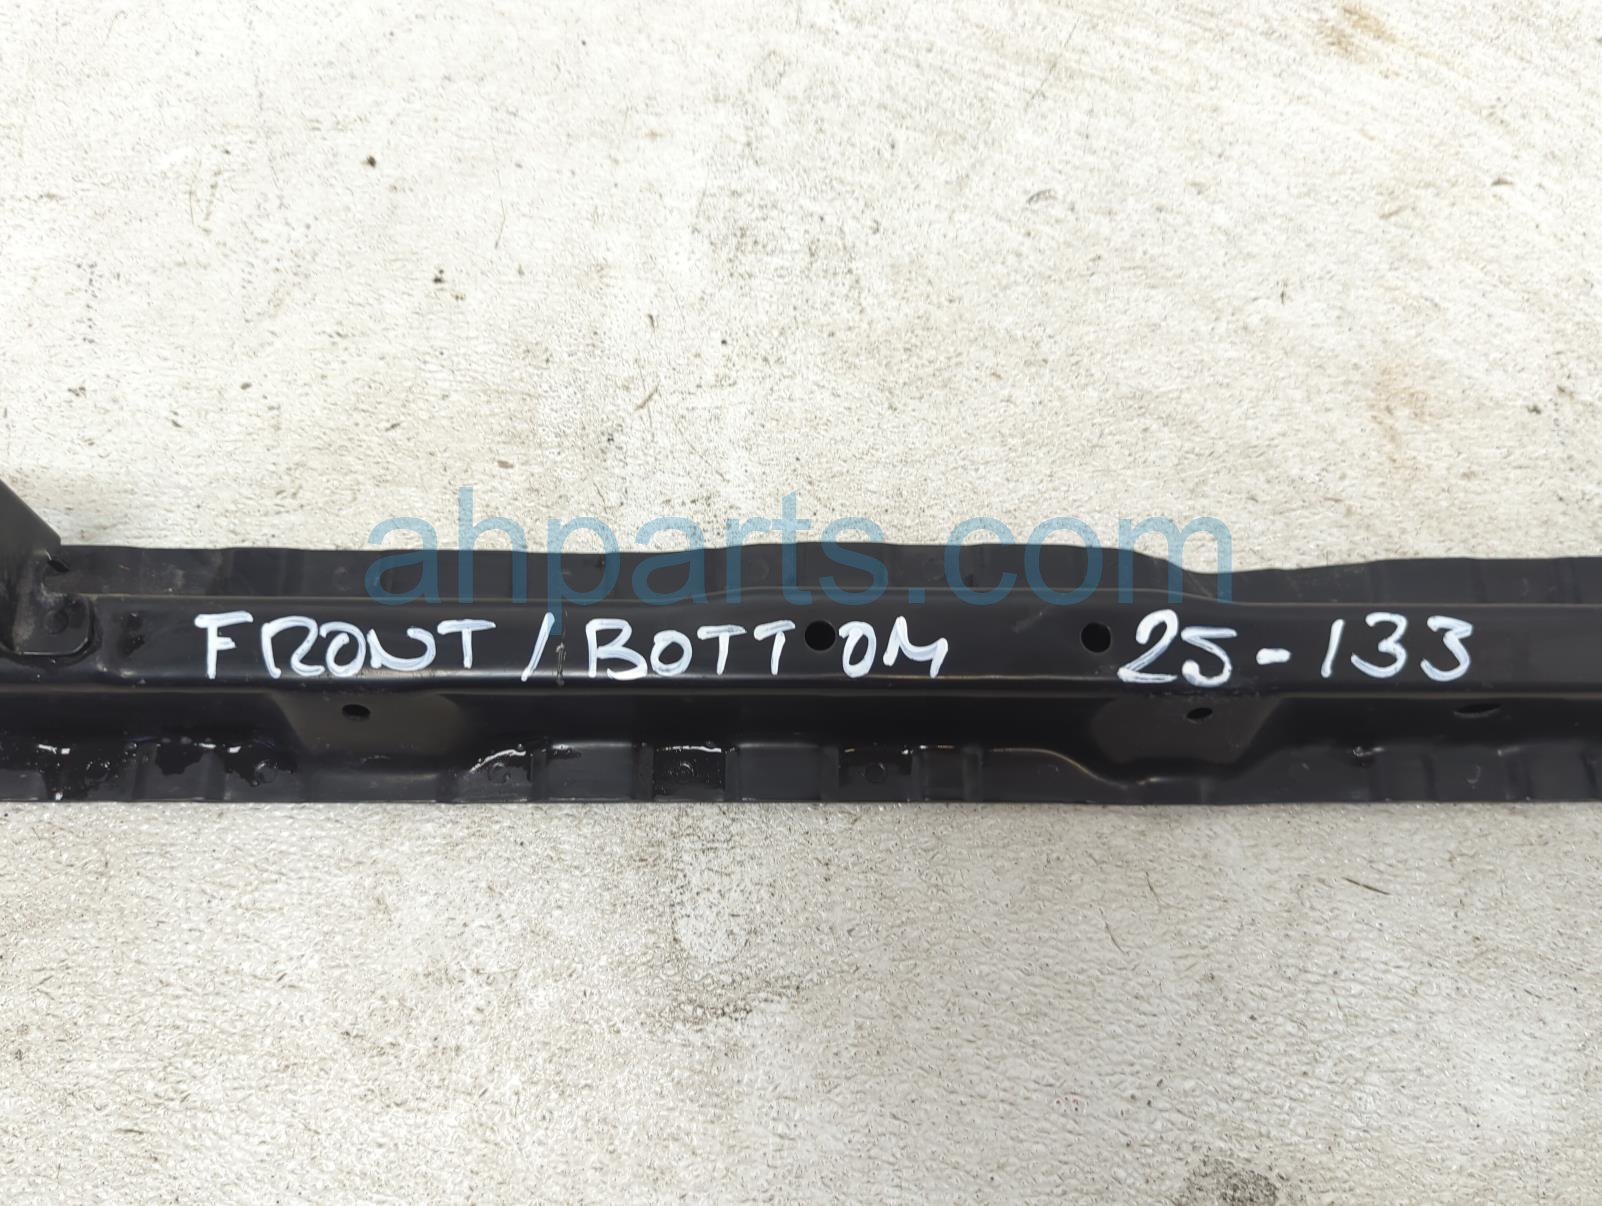 ahparts.com
FRONT / BOTTOM 25-133